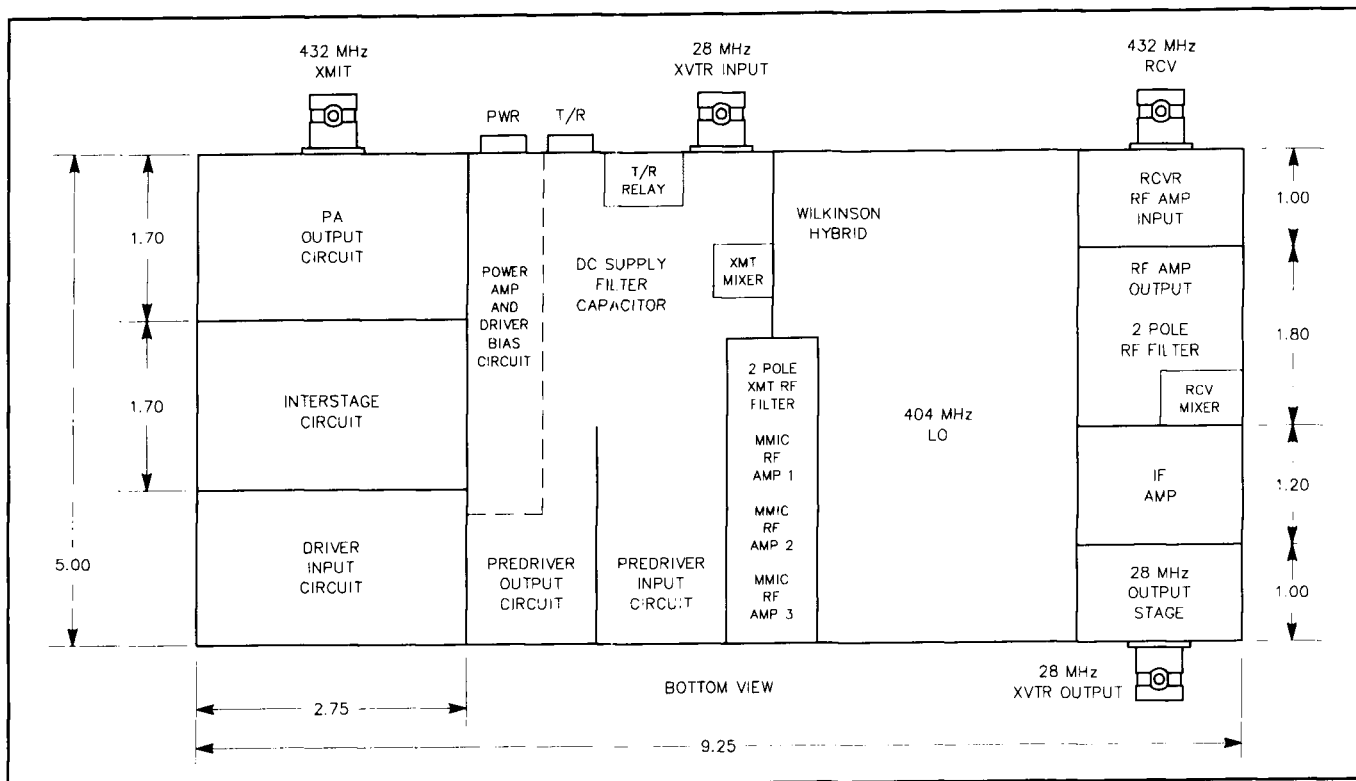 432 MHz
XMIT
PWR
T/R
28 MHz
XVTR INPUT
432 MHz
RCV
5.00
1.70
1.70
PA
OUTPUT
CIRCUIT
INTERSTAGE
CIRCUIT
DRIVER
INPUT
CIRCUIT
POWER
AMP
AND
DRIVER
BIAS
CIRCUIT
T/R
RELAY
DC SUPPLY
FILTER
CAPACITOR
XMT
MIXER
WILKINSON
HYBRID
PREDRIVER
OUTPUT
CIRCUIT
PREDRIVER
INPUT
CIRCUIT
2 POLE
XMT RF
FILTER
MMIC
RF
AMP 1
MMIC
RF
AMP 2
MMIC
RF
AMP 3
404 MHz
LO
RCVR
RF AMP
INPUT
RF AMP
OUTPUT
2 POLE
RF FILTER
RCV
MIXER
IF
AMP
28 MHz
OUTPUT
STAGE
1.00
1.80
1.20
1.00
28 MHz
XVTR OUTPUT
BOTTOM VIEW
2.75
9.25